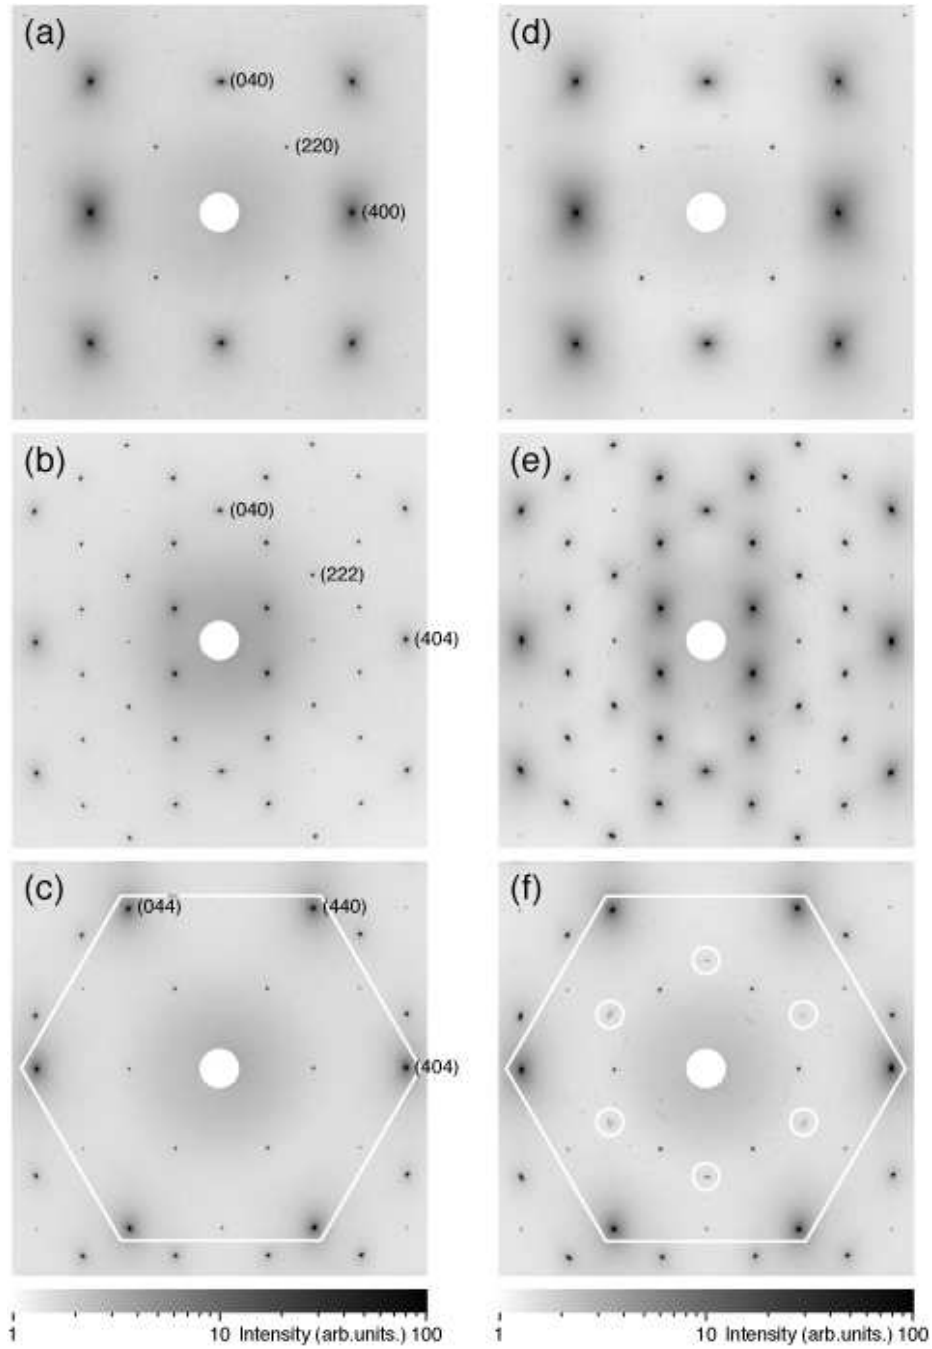 (a)
(040)
(220)
(400)
(d)
(b)
(040)
(222)
(404)
(e)
(c)
(044)
(440)
(404)
(f)
1 10 Intensity (arb.units.) 100
1 10 Intensity (arb.units.) 100